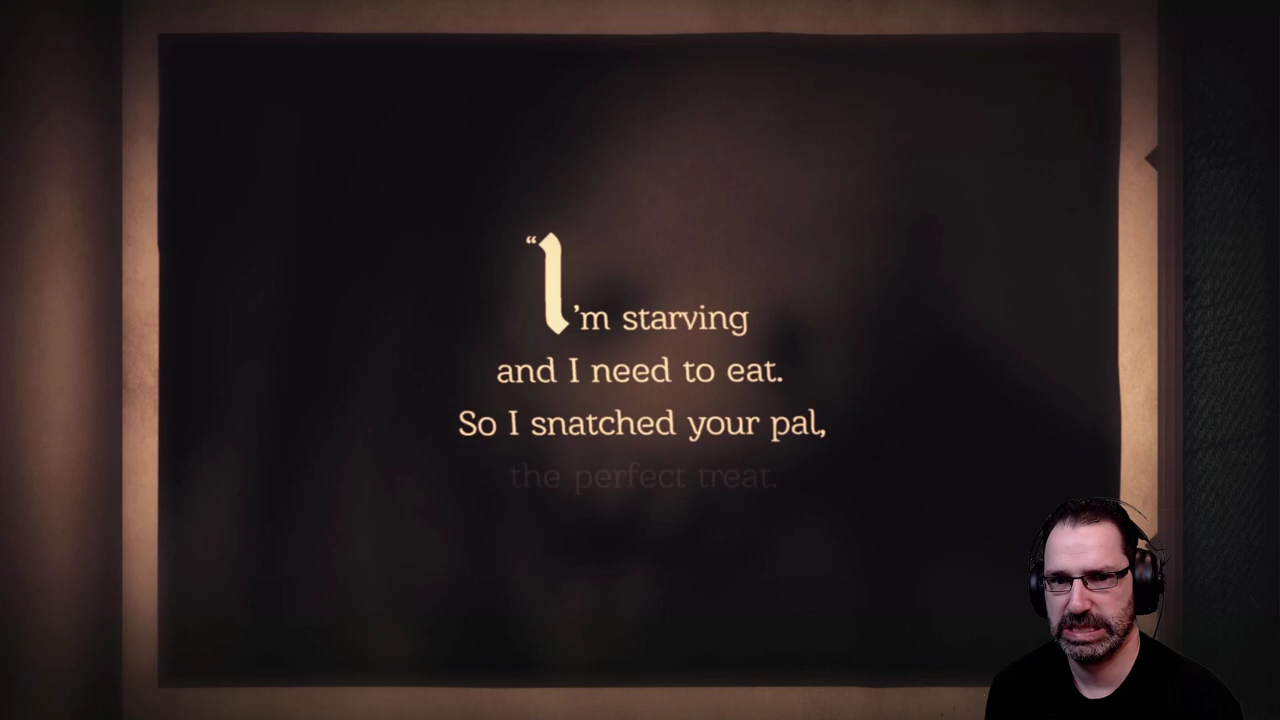 “I’m starving
and I need to eat.
So I snatched your pal,
the perfect treat.